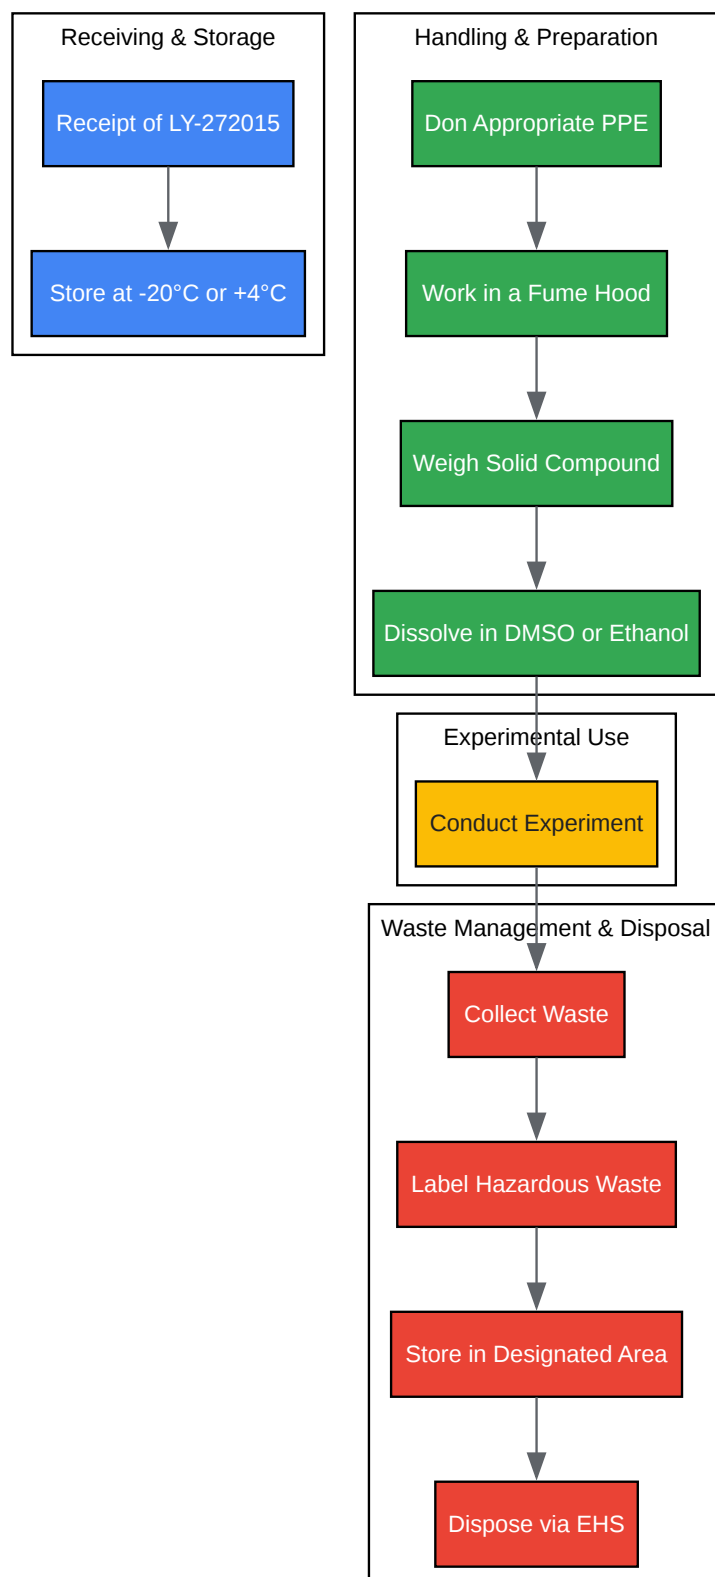 Receiving & Storage
Receipt of LY-272015
Store at -20°C or +4°C
Handling & Preparation
Don Appropriate PPE
Work in a Fume Hood
Weigh Solid Compound
Dissolve in DMSO or Ethanol
Experimental Use
Conduct Experiment
Waste Management & Disposal
Collect Waste
Label Hazardous Waste
Store in Designated Area
Dispose via EHS